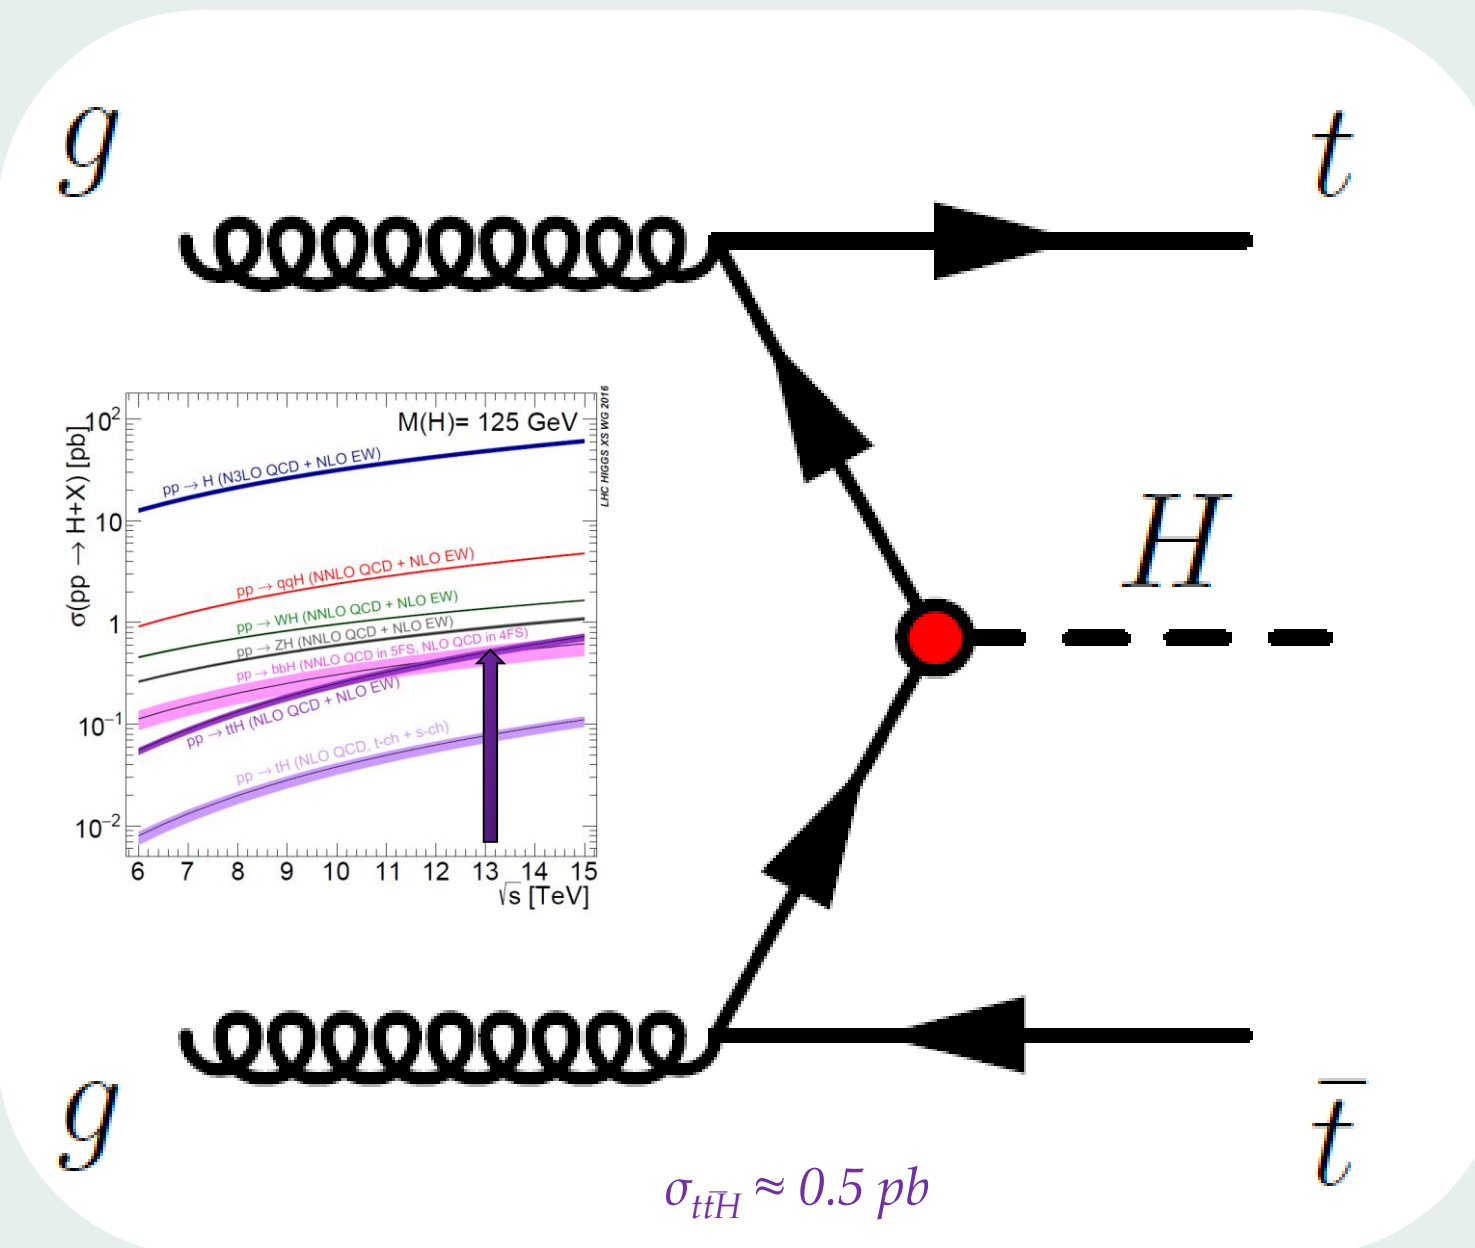 g
t
M(H)= 125 GeV
LHC HIGGS XS WG 2016
σ(pp → H+X) [pb]
10²
10
1
10⁻¹
10⁻²
pp → H (N3LO QCD + NLO EW)
pp → qqH (NNLO QCD + NLO EW)
pp → WH (NNLO QCD + NLO EW)
pp → ZH (NNLO QCD + NLO EW)
pp → bbH (NNLO QCD in 5FS, NLO QCD in 4FS)
pp → ttH (NLO QCD + NLO EW)
pp → tH (NLO QCD, t-ch + s-ch)
6 7 8 9 10 11 12 13 14 15
√s [TeV]
H
g
t̅
σ_tt̅H ≈ 0.5 pb